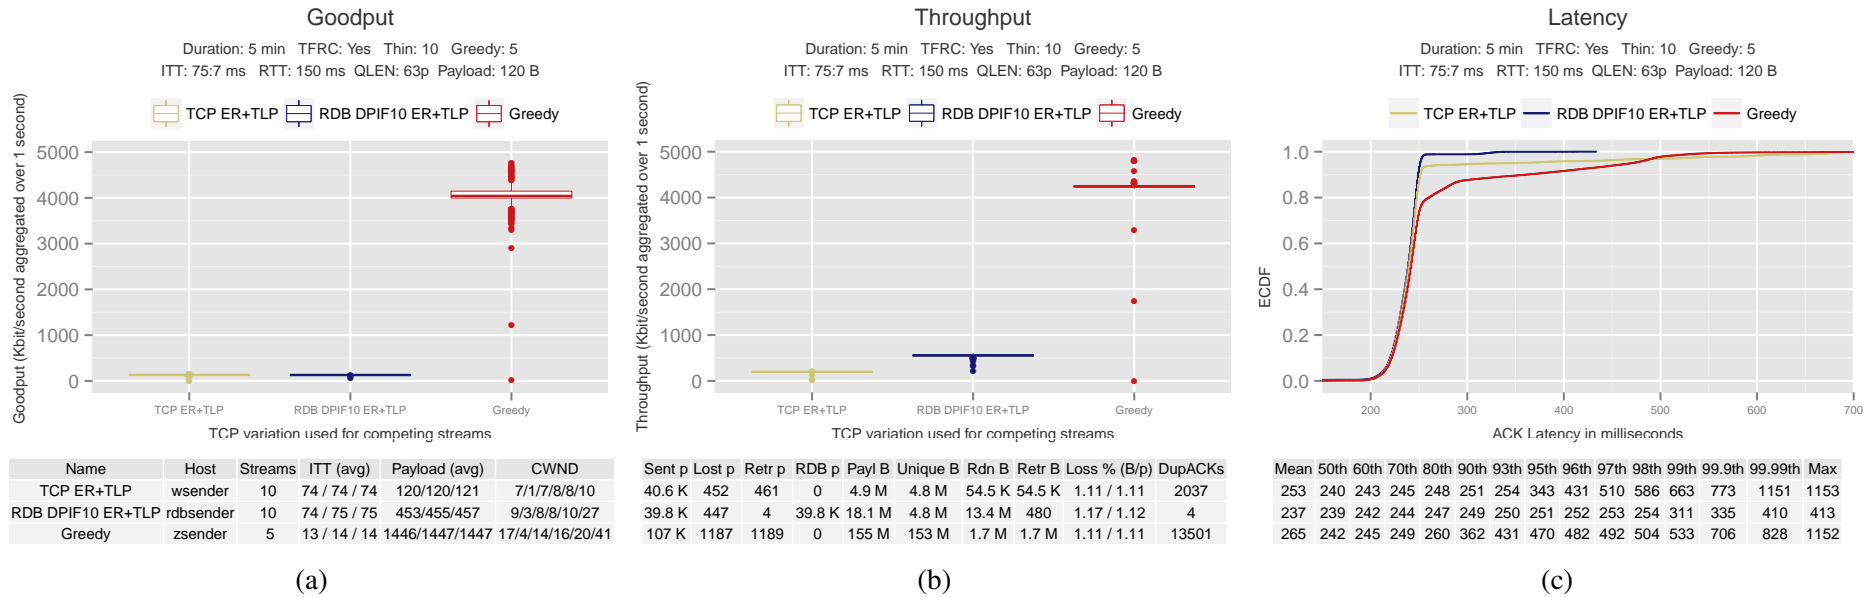 Goodput
Duration: 5 min TFRC: Yes Thin: 10 Greedy: 5
ITT: 75:7 ms RTT: 150 ms QLEN: 63p Payload: 120 B
TCP ER+TLP RDB DPIF10 ER+TLP Greedy
Goodput (Kbit/second aggregated over 1 second)
5000
4000
3000
2000
1000
0
TCP ER+TLP RDB DPIF10 ER+TLP Greedy
TCP variation used for competing streams
Name Host Streams ITT (avg) Payload (avg) CWND
TCP ER+TLP wsender 10 74 / 74 / 74 120/120/121 7/1/7/8/8/10
RDB DPIF10 ER+TLP rdbsender 10 74 / 75 / 75 453/455/457 9/3/8/8/10/27
Greedy zsender 5 13 / 14 / 14 1446/1447/1447 17/4/14/16/20/41
(a)
Throughput
Duration: 5 min TFRC: Yes Thin: 10 Greedy: 5
ITT: 75:7 ms RTT: 150 ms QLEN: 63p Payload: 120 B
TCP ER+TLP RDB DPIF10 ER+TLP Greedy
Throughput (Kbit/second aggregated over 1 second)
5000
4000
3000
2000
1000
0
TCP ER+TLP RDB DPIF10 ER+TLP Greedy
TCP variation used for competing streams
Sent p Lost p Retr p RDB p Payl B Unique B Rdn B Retr B Loss % (B/p) DupACKs
40.6 K 452 461 0 4.9 M 4.8 M 54.5 K 54.5 K 1.11 / 1.11 2037
39.8 K 447 4 39.8 K 18.1 M 4.8 M 13.4 M 480 1.17 / 1.12 4
107 K 1187 1189 0 155 M 153 M 1.7 M 1.7 M 1.11 / 1.11 13501
(b)
Latency
Duration: 5 min TFRC: Yes Thin: 10 Greedy: 5
ITT: 75:7 ms RTT: 150 ms QLEN: 63p Payload: 120 B
TCP ER+TLP RDB DPIF10 ER+TLP Greedy
ECDF
1.0
0.8
0.6
0.4
0.2
0.0
200 300 400 500 600 700
ACK Latency in milliseconds
Mean 50th 60th 70th 80th 90th 93th 95th 96th 97th 98th 99th 99.9th 99.99th Max
253 240 243 245 248 251 254 343 431 510 586 663 773 1151 1153
237 239 242 244 247 249 250 251 252 253 254 311 335 410 413
265 242 245 249 260 362 431 470 482 492 504 533 706 828 1152
(c)